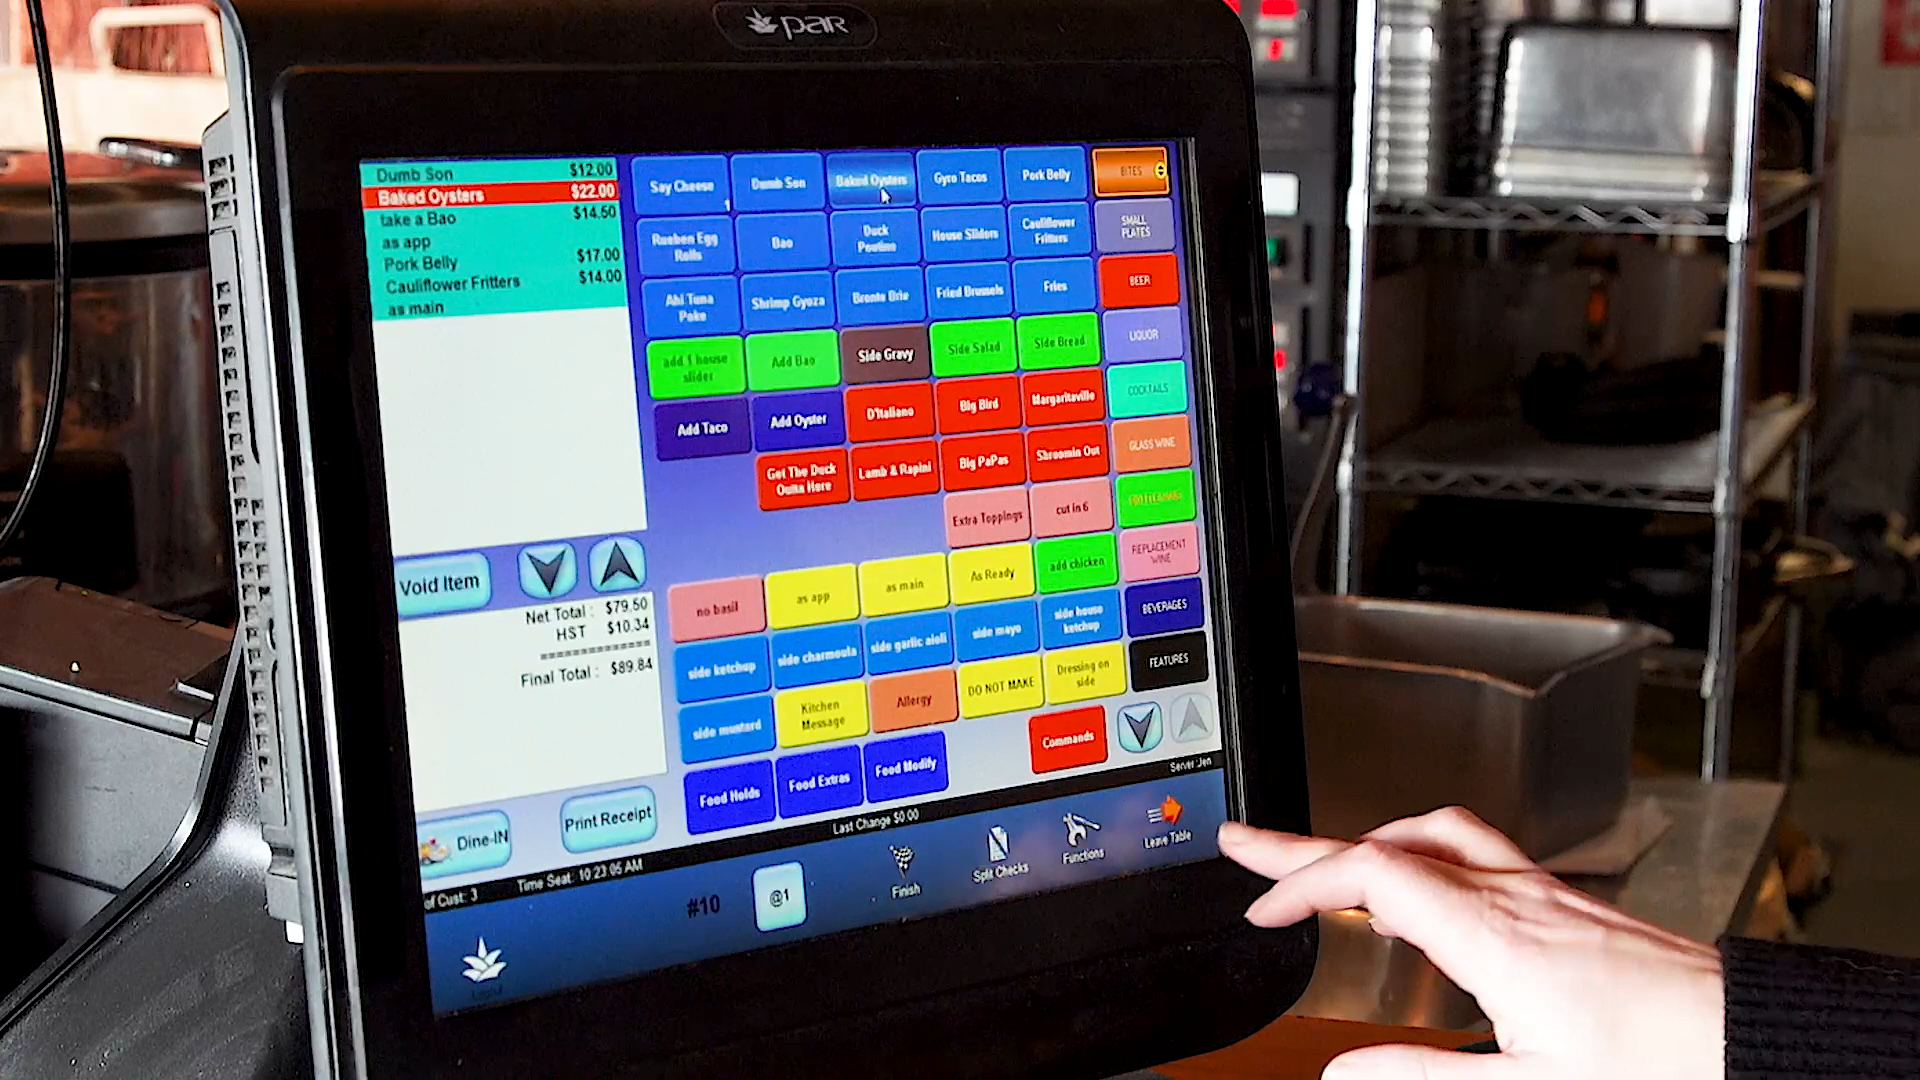 par
Dumb Son $12.00
Baked Oysters $22.00
take a Bao $14.50
as app
Pork Belly $17.00
Cauliflower Fritters $14.00
as main
Void Item
Net Total : $79.50
HST $10.34
================
Final Total : $89.84
Dine-IN
Print Receipt
Say Cheese
Dumb Son
Baked Oysters
Gyro Tacos
Pork Belly
BITES
Rueben Egg
Rolls
Bao
Duck
Poutine
House Sliders
Cauliflower
Fritters
SMALL
PLATES
Ahi Tuna
Poke
Shrimp Gyoza
Bronto Brie
Fried Brussels
Fries
BEER
add 1 house
slider
Add Bao
Side Gravy
Side Salad
Side Bread
LIQUOR
Add Taco
Add Oyster
D'Italiano
Big Bird
Margaritaville
COCKTAILS
Get The Duck
Outta Here
Lamb & Rapini
Big PaPas
Shroomin Out
GLASS WINE
Extra Toppings
cut in 6
no basil
as app
as main
As Ready
add chicken
REPLACEMENT
WINE
side ketchup
side charmoula
side garlic aioli
side mayo
side house
ketchup
BEVERAGES
side mustard
Kitchen
Message
Allergy
DO NOT MAKE
Dressing on
side
FEATURES
Food Holds
Food Extras
Food Modify
Commands
Server:Jen
Last Change $0.00
of Cust: 3 Time Seat: 10:23:05 AM
#10
@1
Finish
Split Checks
Functions
Leave Table